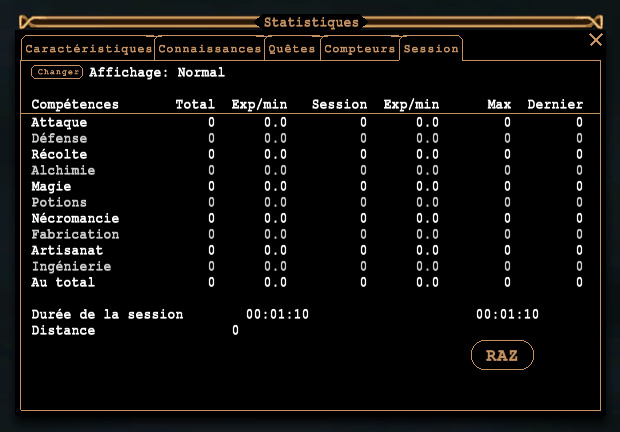 Statistiques
Caractéristiques Connaissances Quêtes Compteurs Session
Changer Affichage: Normal
Compétences Total Exp/min Session Exp/min Max Dernier
Attaque 0 0.0 0 0.0 0 0
Défense 0 0.0 0 0.0 0 0
Récolte 0 0.0 0 0.0 0 0
Alchimie 0 0.0 0 0.0 0 0
Magie 0 0.0 0 0.0 0 0
Potions 0 0.0 0 0.0 0 0
Nécromancie 0 0.0 0 0.0 0 0
Fabrication 0 0.0 0 0.0 0 0
Artisanat 0 0.0 0 0.0 0 0
Ingénierie 0 0.0 0 0.0 0 0
Au total 0 0.0 0 0.0 0 0
Durée de la session 00:01:10 00:01:10
Distance 0
RAZ